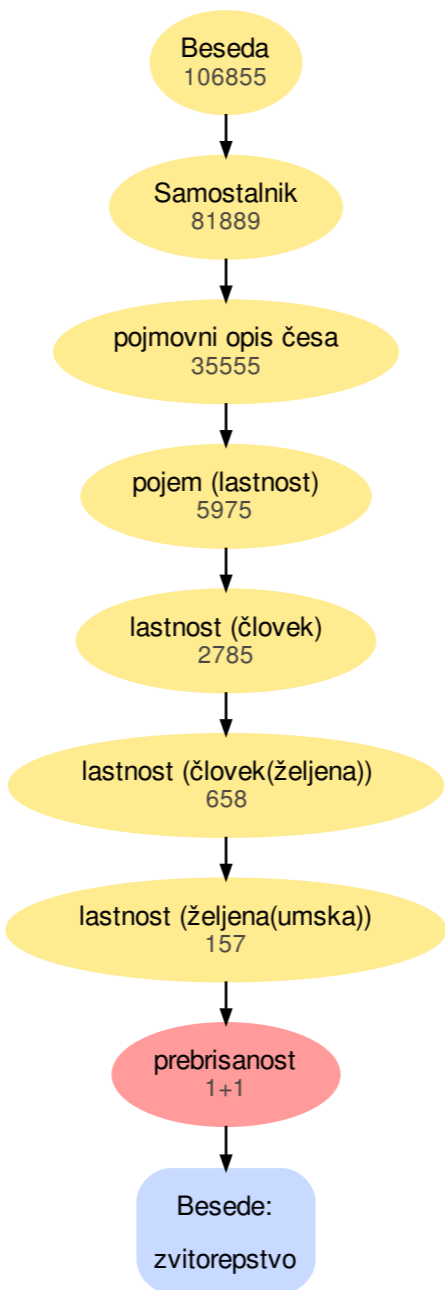 Beseda
106855
Samostalnik
81889
pojmovni opis česa
35555
pojem (lastnost)
5975
lastnost (človek)
2785
lastnost (človek(željena))
658
lastnost (željena(umska))
157
prebrisanost
1+1
Besede:
zvitorepstvo